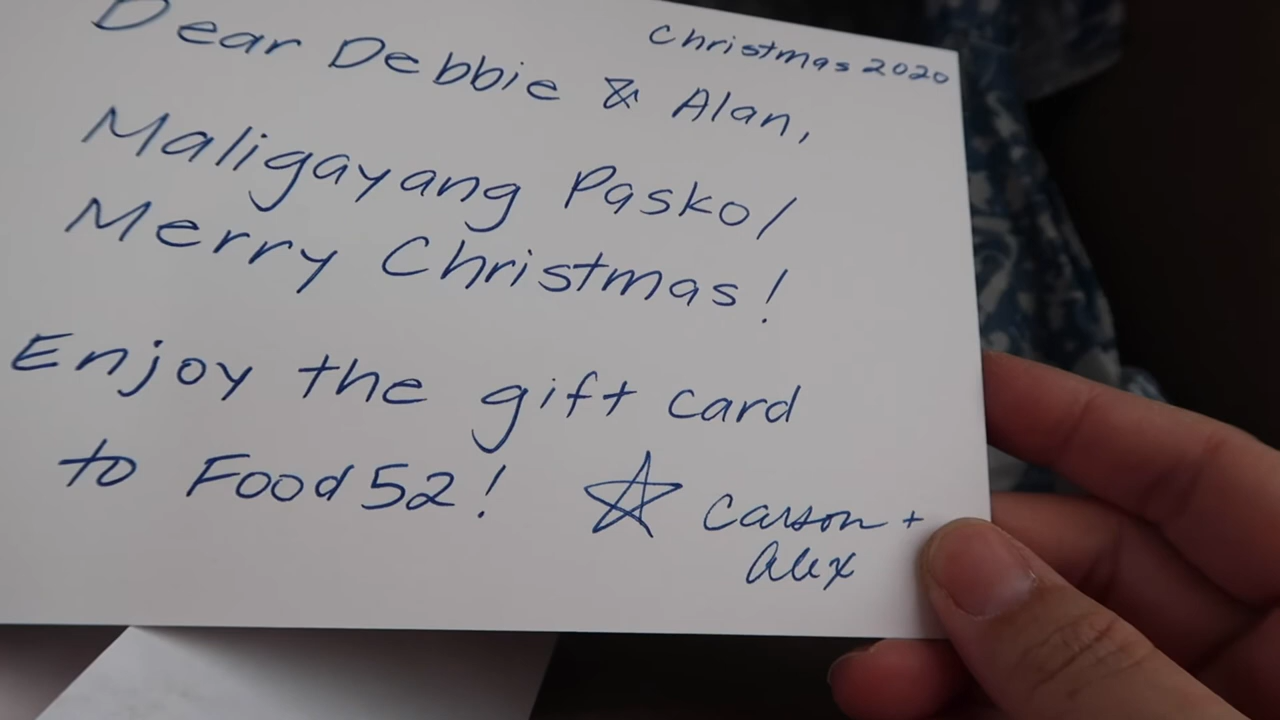 Christmas 2020
Dear Debbie & Alan,
Maligayang Pasko/
Merry Christmas!
Enjoy the gift card
to Food52!
Carson +
Alex